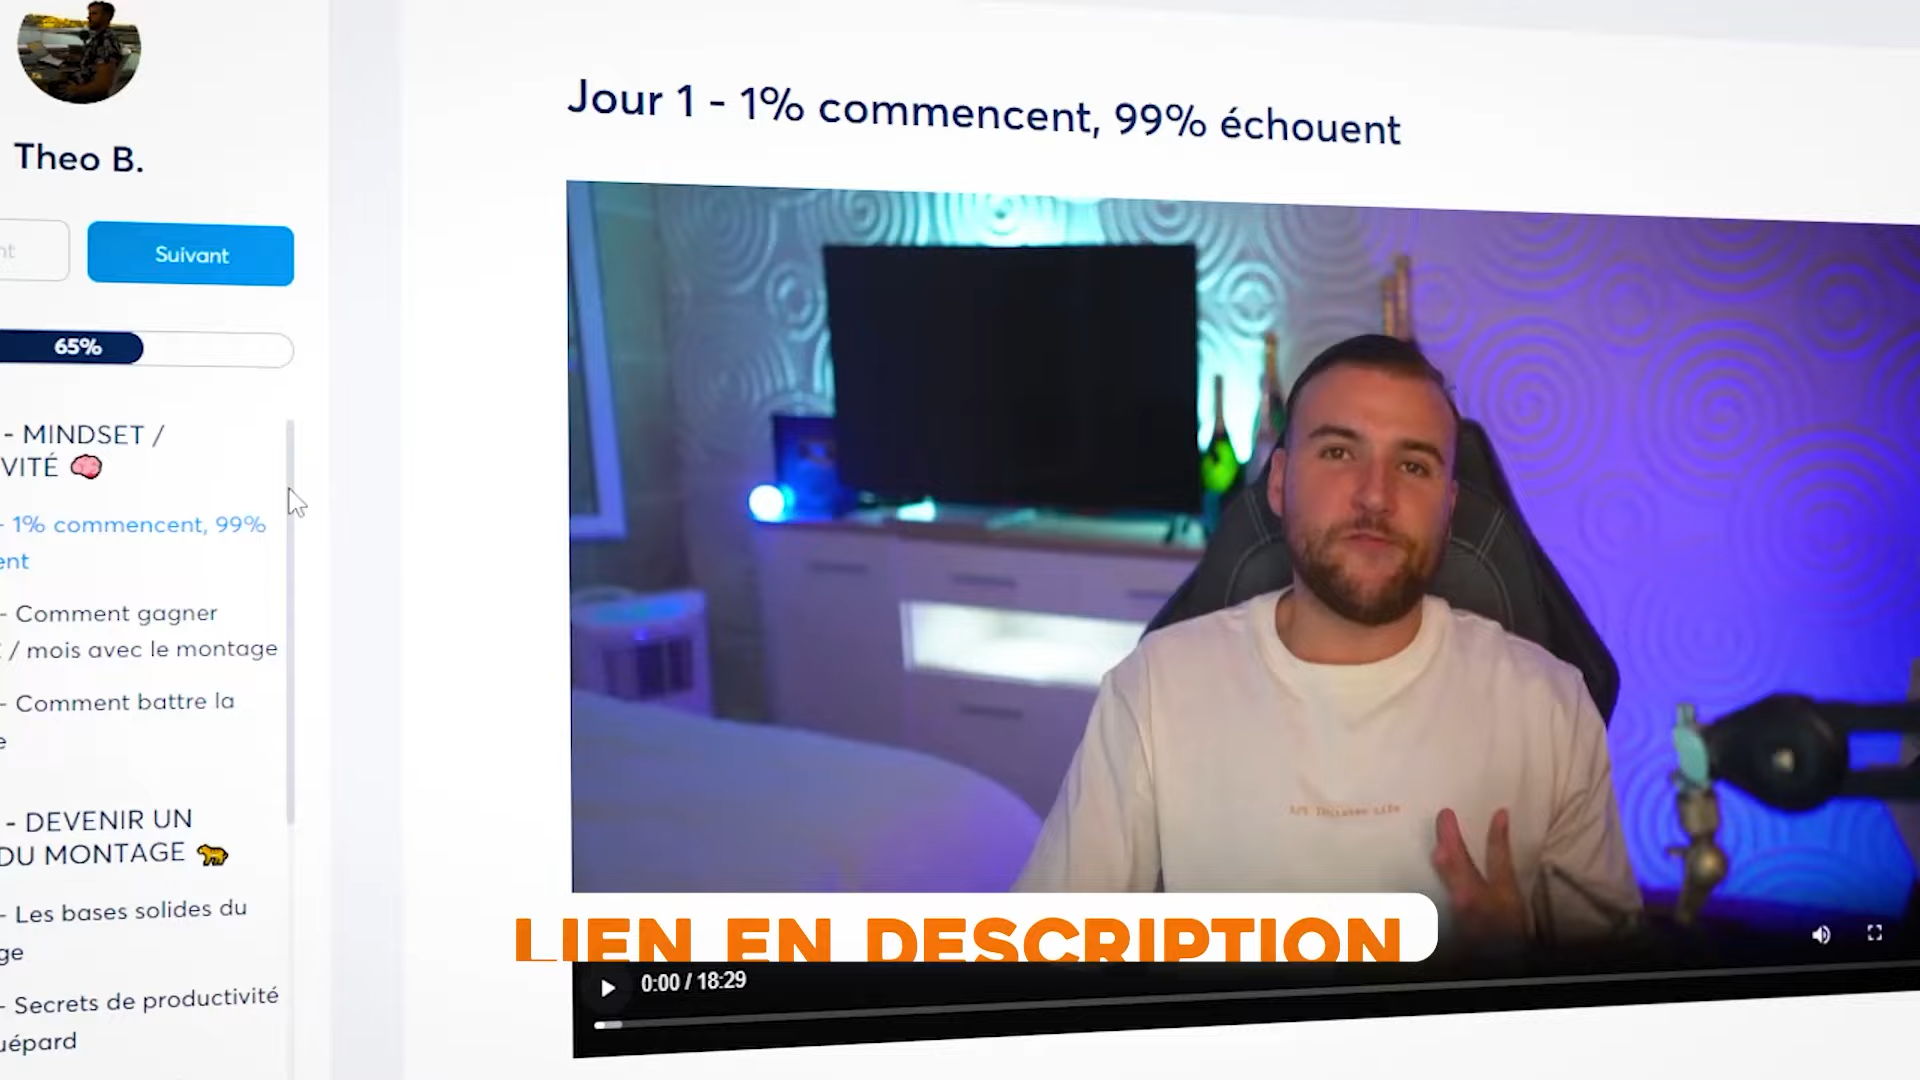 Theo B.
nt
Suivant
65%
- MINDSET /
VITÉ
- 1% commencent, 99%
ent
- Comment gagner
/ mois avec le montage
- Comment battre la
e
- DEVENIR UN
DU MONTAGE
- Les bases solides du
ge
- Secrets de productivité
uépard
Jour 1 - 1% commencent, 99% échouent
LIEN EN DESCRIPTION
0:00 / 18:29